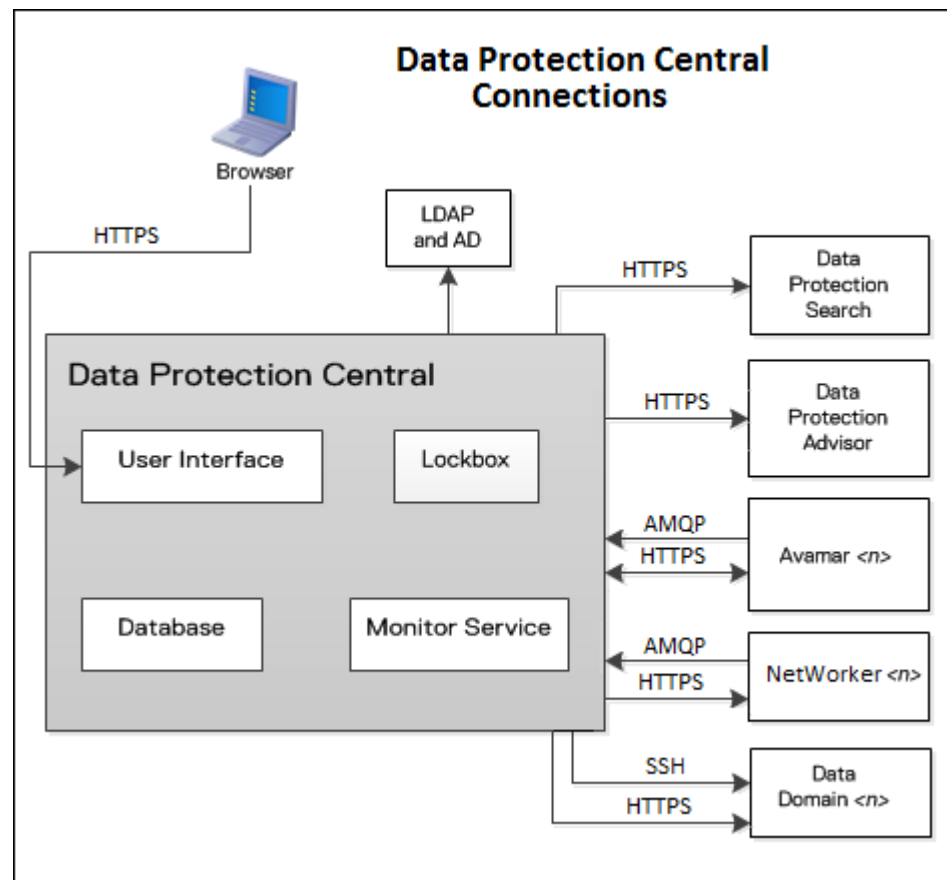 Data Protection Central
Connections
Browser
HTTPS
LDAP
and AD
HTTPS
Data
Protection
Search
Data Protection Central
HTTPS
Data
Protection
Advisor
User Interface
Lockbox
AMQP
HTTPS
Avamar <n>
Database
Monitor Service
AMQP
HTTPS
NetWorker <n>
SSH
HTTPS
Data
Domain <n>